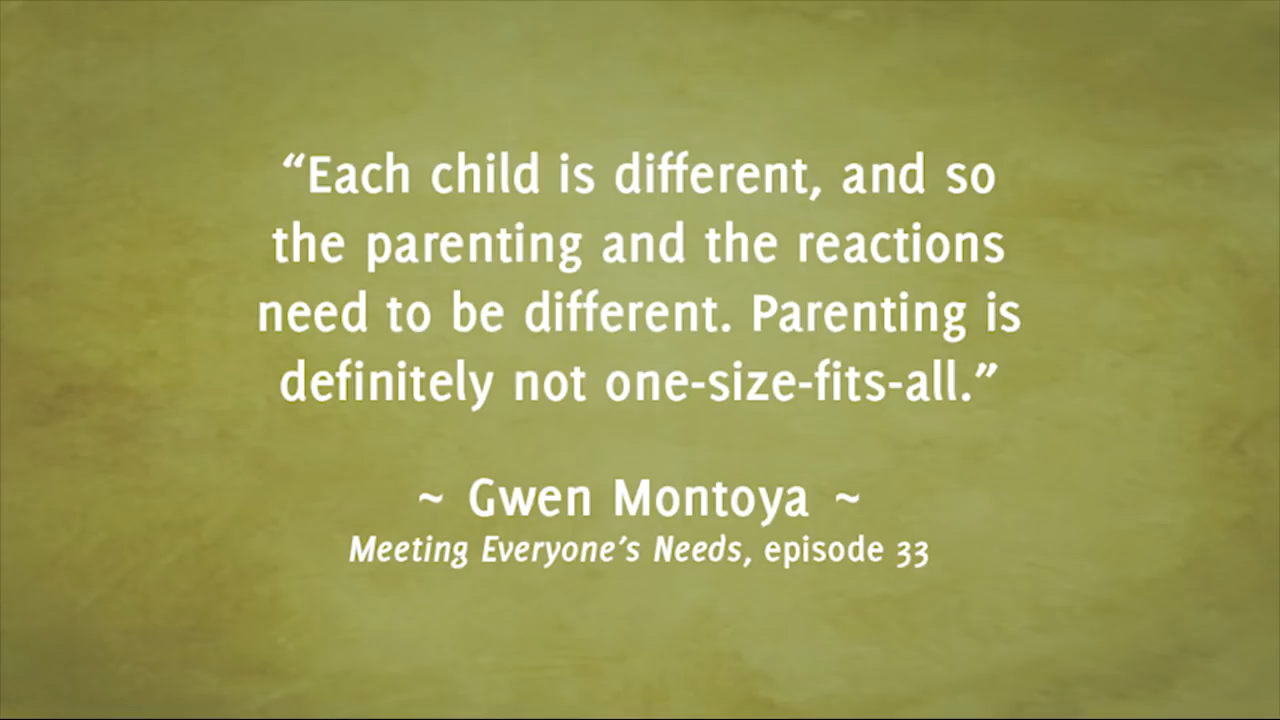 “Each child is different, and so
the parenting and the reactions
need to be different. Parenting is
definitely not one-size-fits-all.”
~ Gwen Montoya ~
Meeting Everyone’s Needs, episode 33